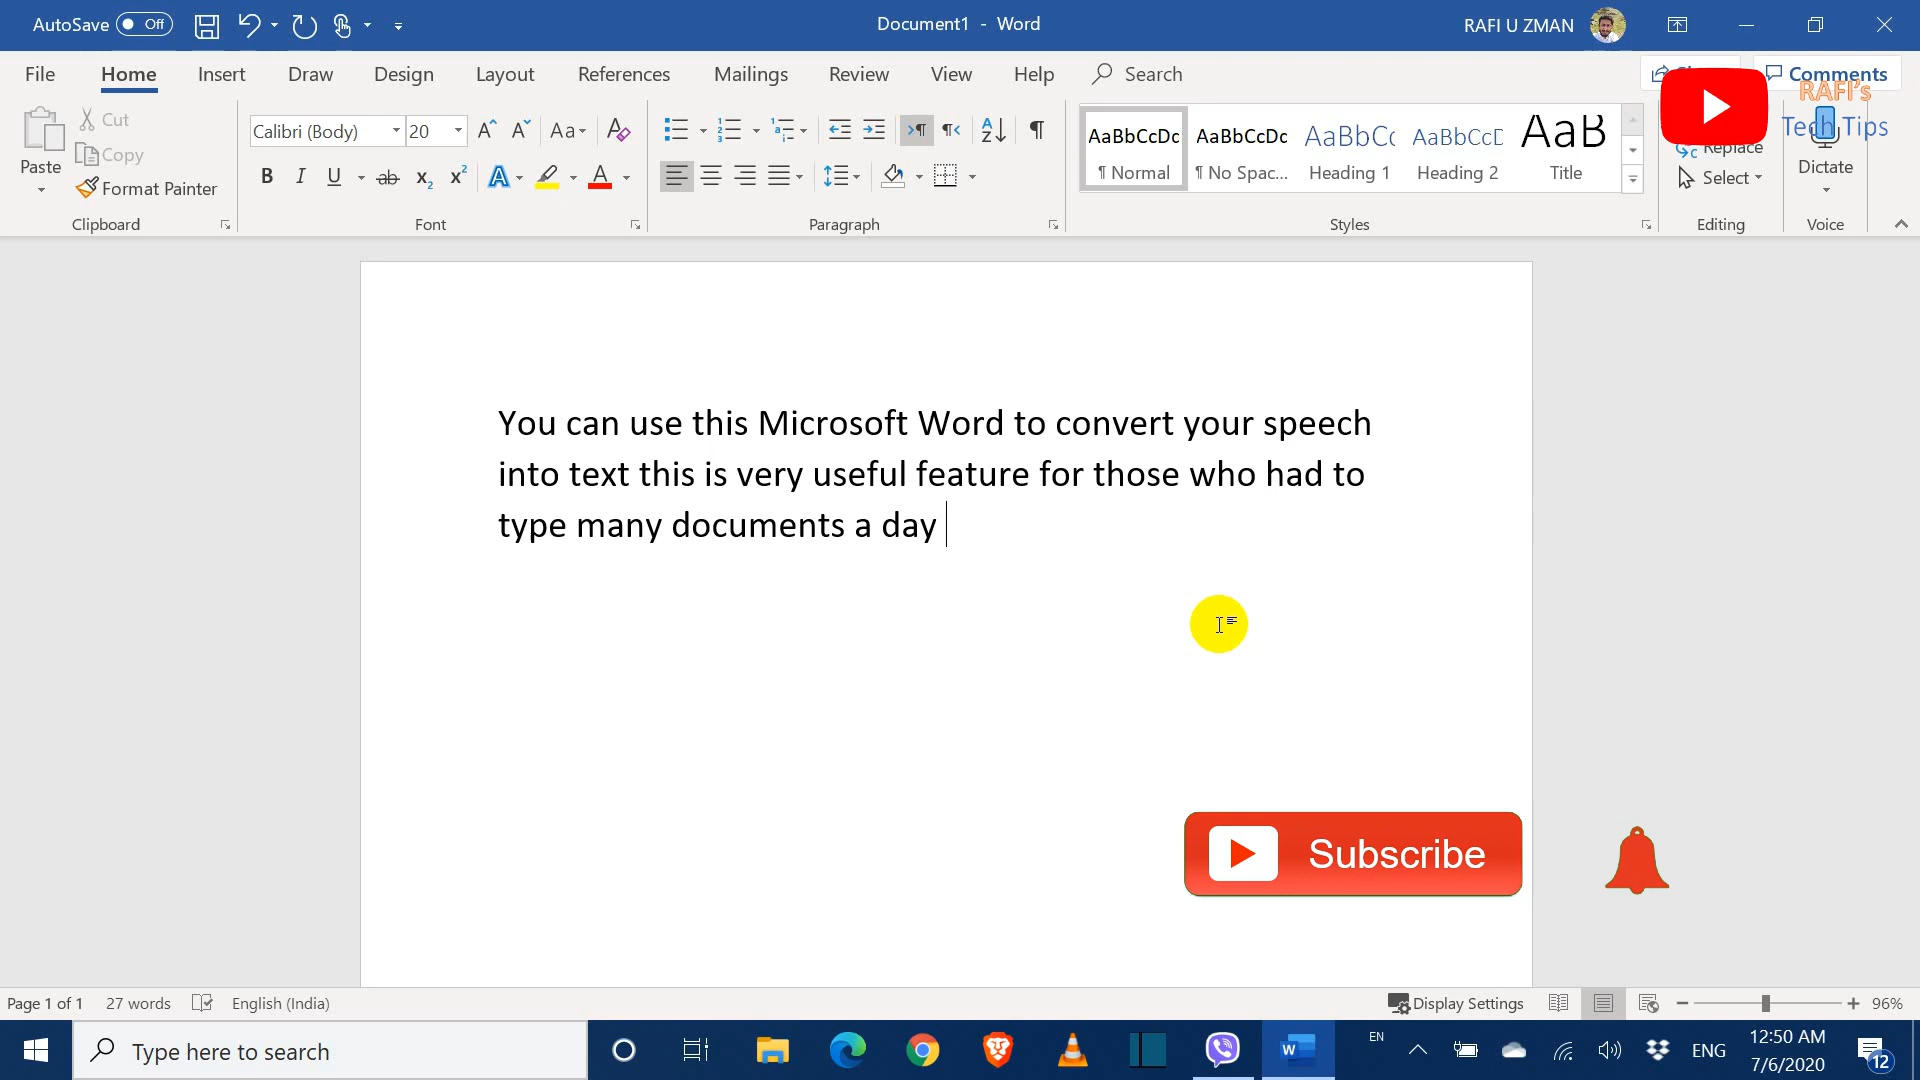 AutoSave Off
Document1 - Word
RAFI U ZMAN
File Home Insert Draw Design Layout References Mailings Review View Help Search
Comments
RAFI's
Tech Tips
Paste
Cut
Copy
Format Painter
Clipboard
Calibri (Body) 20
Font
Paragraph
AaBbCcDc
¶ Normal
AaBbCcDc
¶ No Spac...
AaBbCc
Heading 1
AaBbCcD
Heading 2
AaB
Title
Styles
Replace
Select
Editing
Dictate
Voice
You can use this Microsoft Word to convert your speech
into text this is very useful feature for those who had to
type many documents a day
Subscribe
Page 1 of 1 27 words English (India)
Display Settings 96%
Type here to search
EN
ENG
12:50 AM
7/6/2020
12